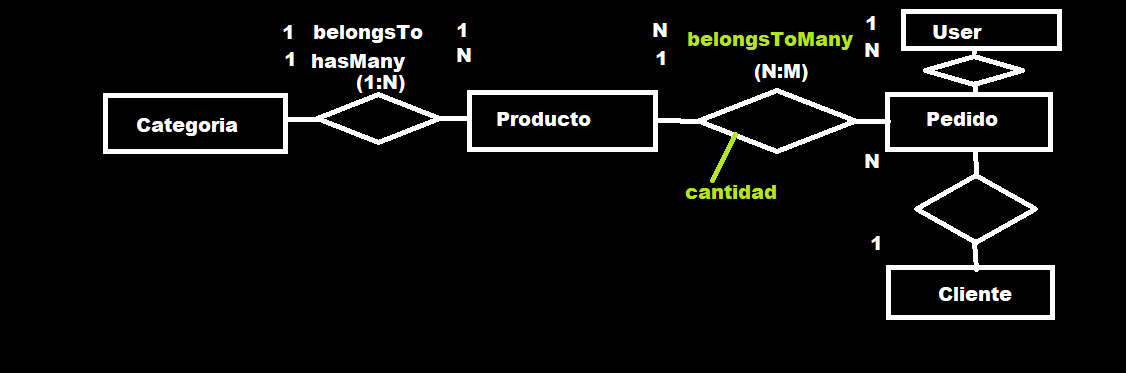 1 belongsTo 1
1 hasMany N
(1:N)
Categoria
Producto
N belongsToMany 1
1 N
(N:M)
cantidad
User
Pedido
N
1
Cliente